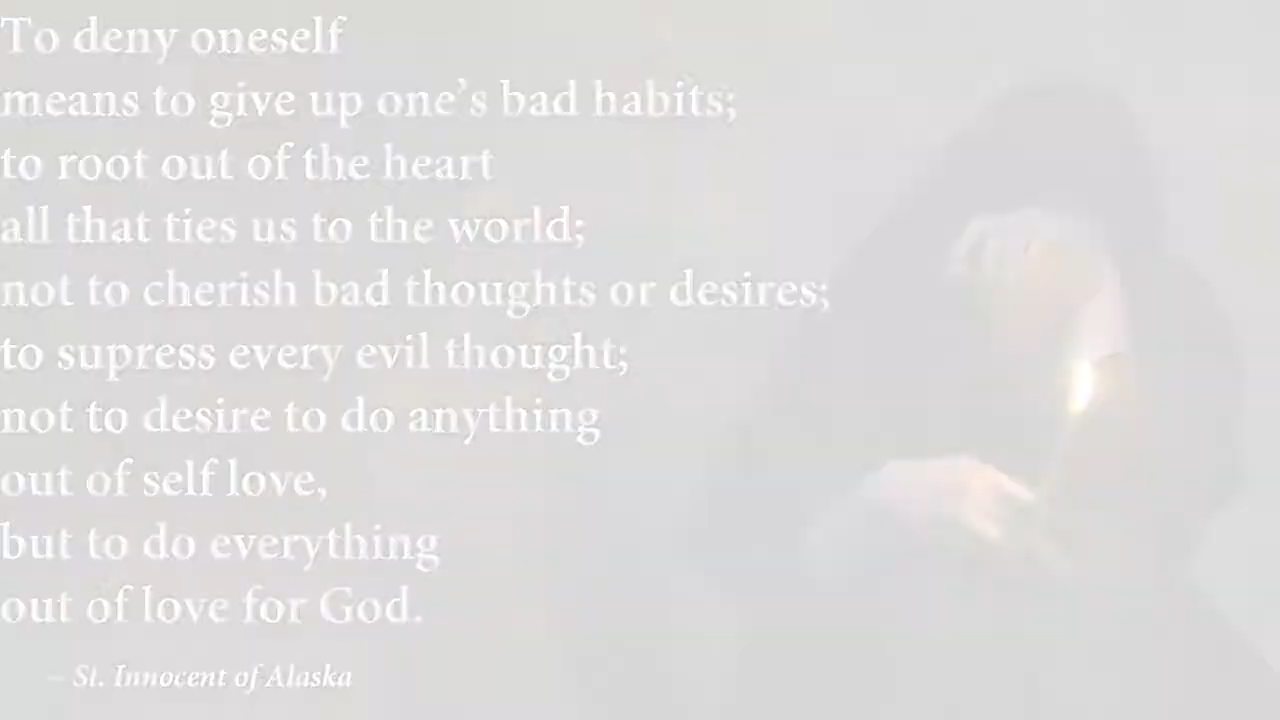 To deny oneself
means to give up one’s bad habits;
to root out of the heart
all that ties us to the world;
not to cherish bad thoughts or desires;
to supress every evil thought;
not to desire to do anything
out of self love,
but to do everything
out of love for God.
– St. Innocent of Alaska